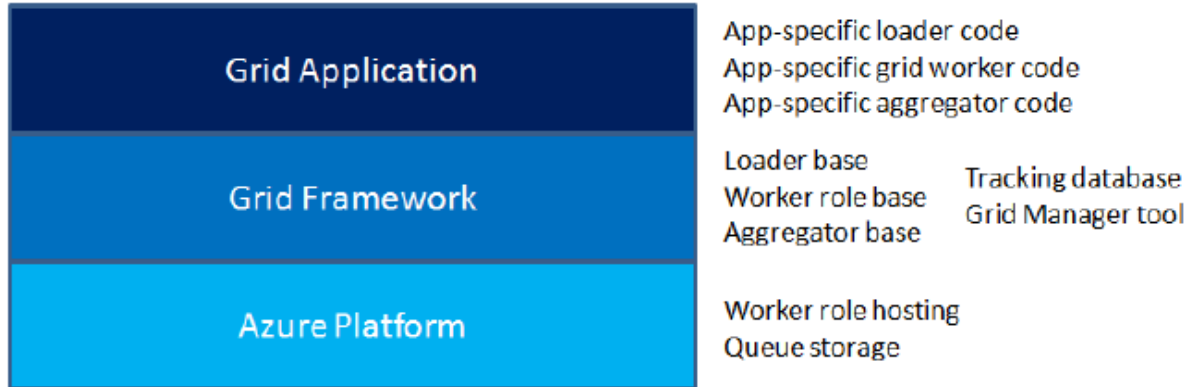 Grid Application
App-specific loader code
App-specific grid worker code
App-specific aggregator code
Grid Framework
Loader base
Worker role base
Aggregator base
Tracking database
Grid Manager tool
Azure Platform
Worker role hosting
Queue storage